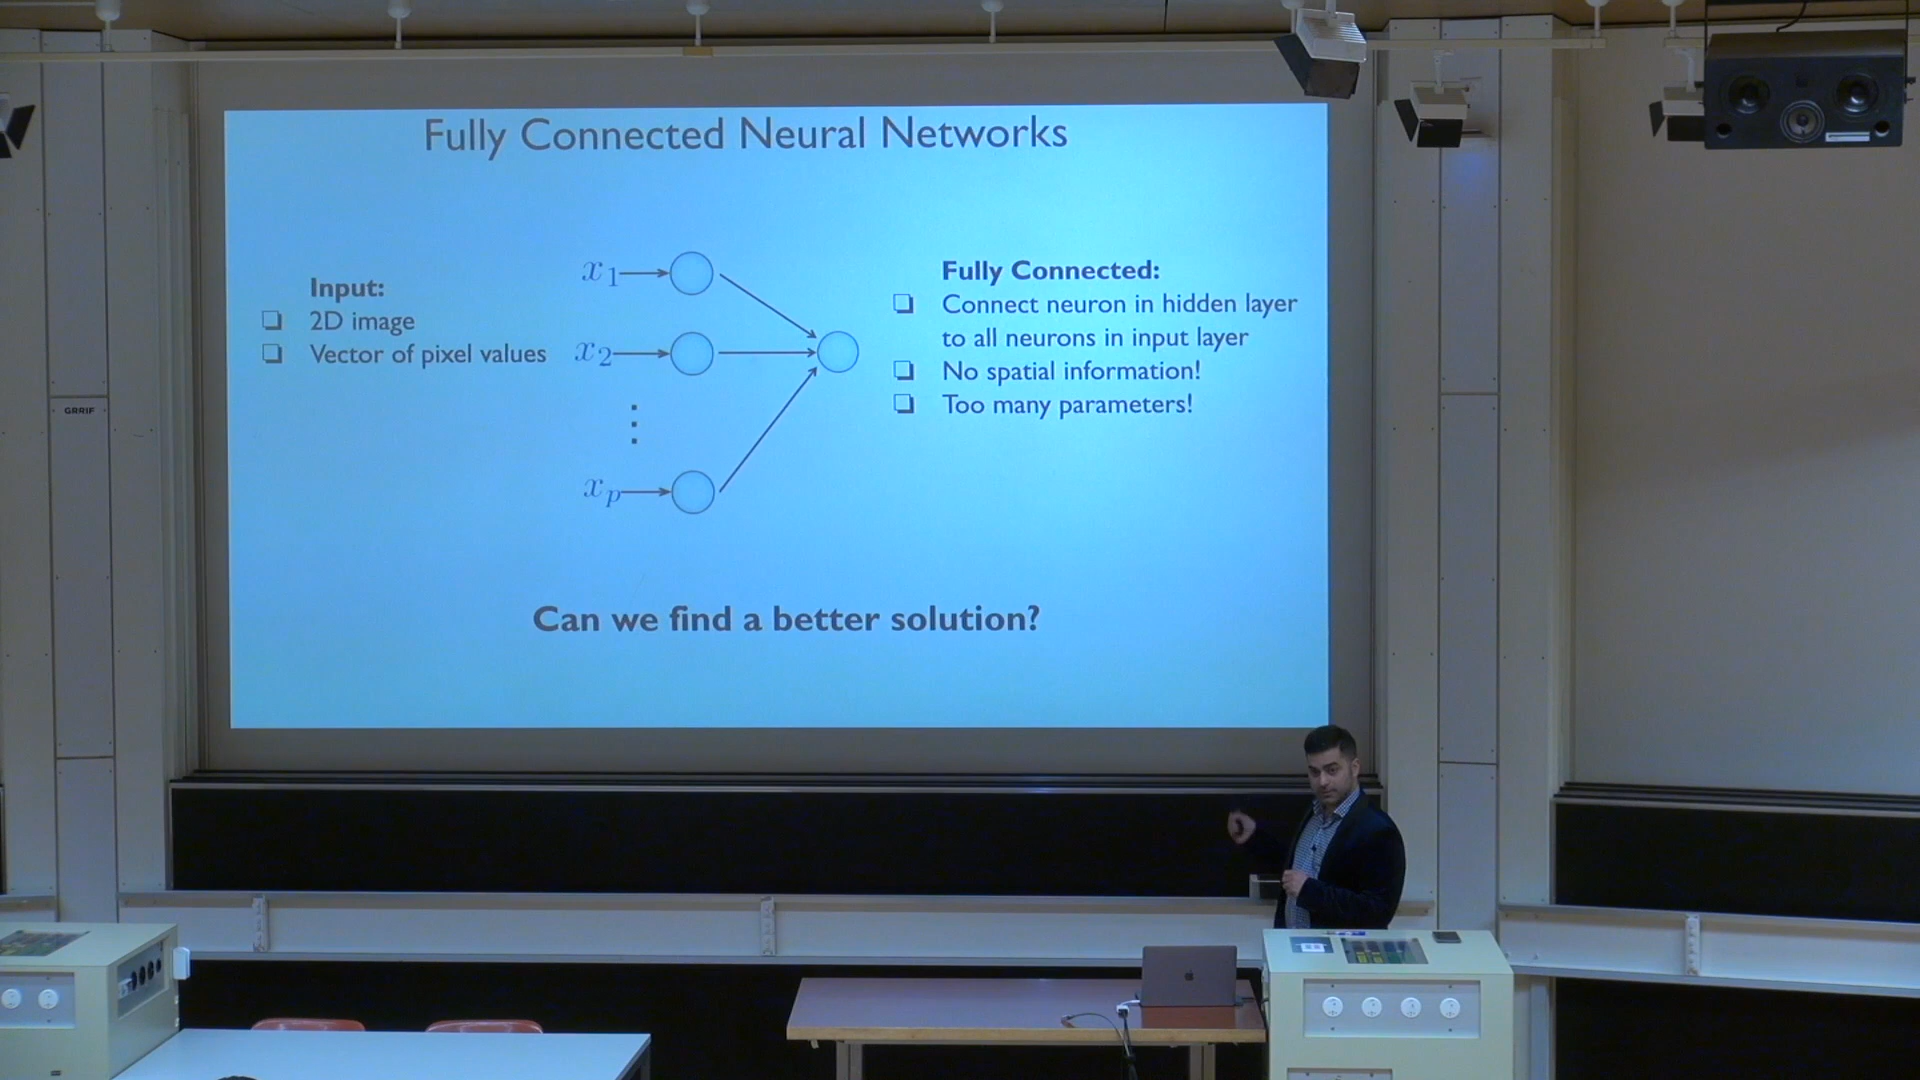 Fully Connected Neural Networks
Input:
2D image
Vector of pixel values
x1
x2
xp
Fully Connected:
Connect neuron in hidden layer
to all neurons in input layer
No spatial information!
Too many parameters!
Can we find a better solution?
GRRIF